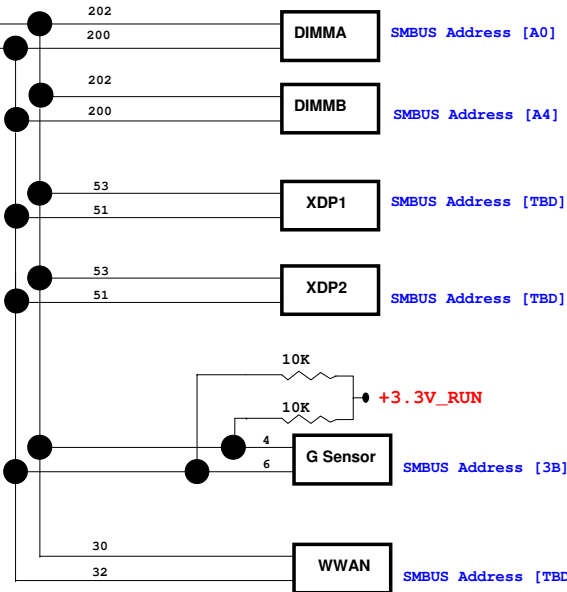 202
200
DIMMA
SMBUS Address [A0]
202
200
DIMMB
SMBUS Address [A4]
53
51
XDP1
SMBUS Address [TBD]
53
51
XDP2
SMBUS Address [TBD]
10K
10K
+3.3V_RUN
4
6
G Sensor
SMBUS Address [3B]
30
32
WWAN
SMBUS Address [TBD